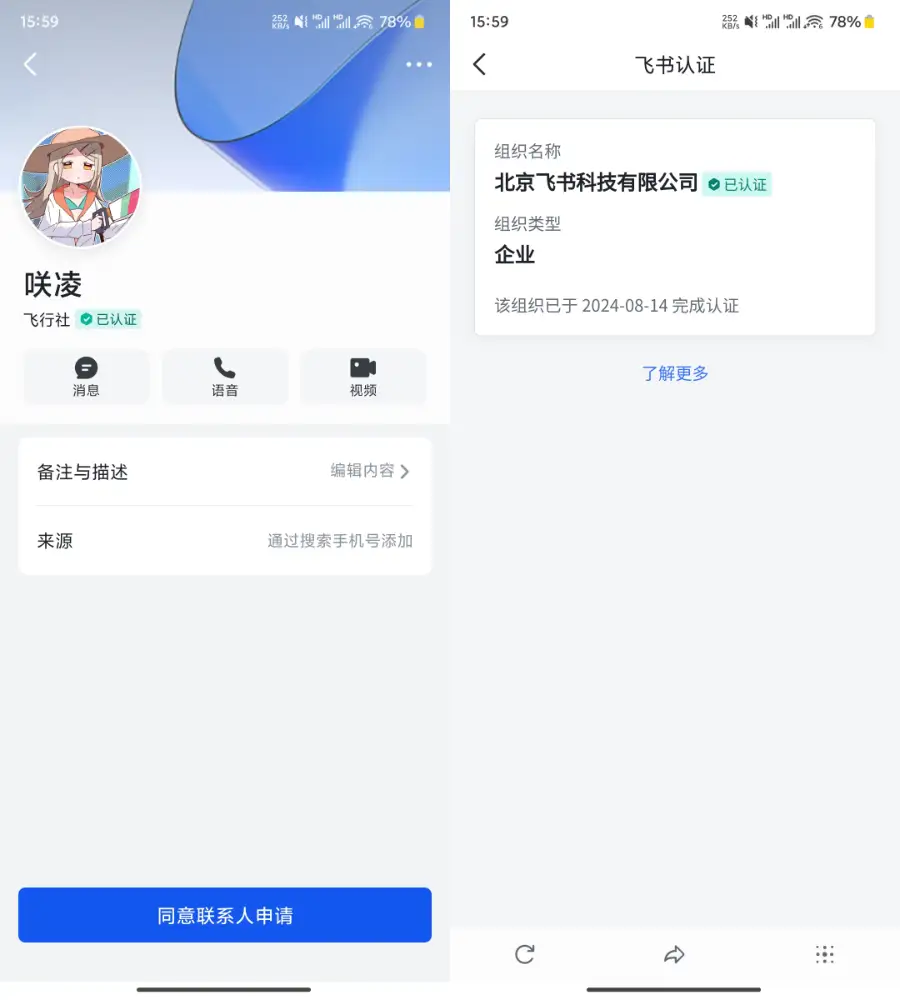 15:59
252 KB/s HD HD 78%
咲凌
飞行社 已认证
消息 语音 视频
备注与描述 编辑内容
来源 通过搜索手机号添加
同意联系人申请
15:59
252 KB/s HD HD 78%
飞书认证
组织名称
北京飞书科技有限公司 已认证
组织类型
企业
该组织已于 2024-08-14 完成认证
了解更多